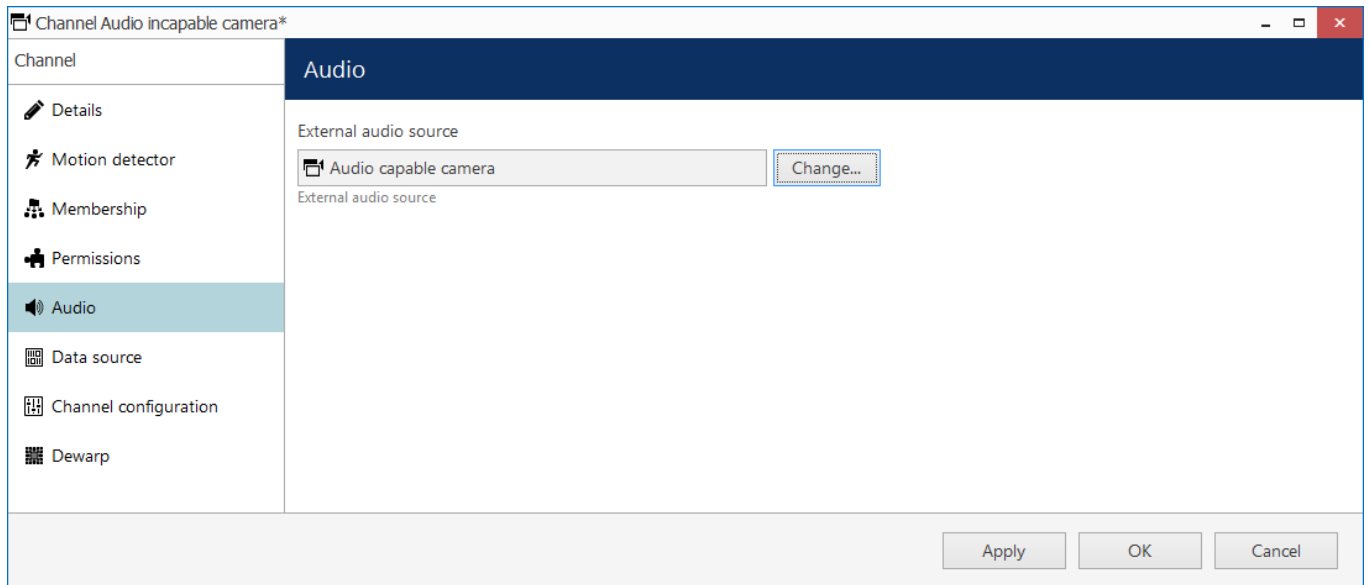 Channel Audio incapable camera*
Channel
Details
Motion detector
Membership
Permissions
Audio
Data source
Channel configuration
Dewarp
Audio
External audio source
Audio capable camera
Change...
External audio source
Apply
OK
Cancel